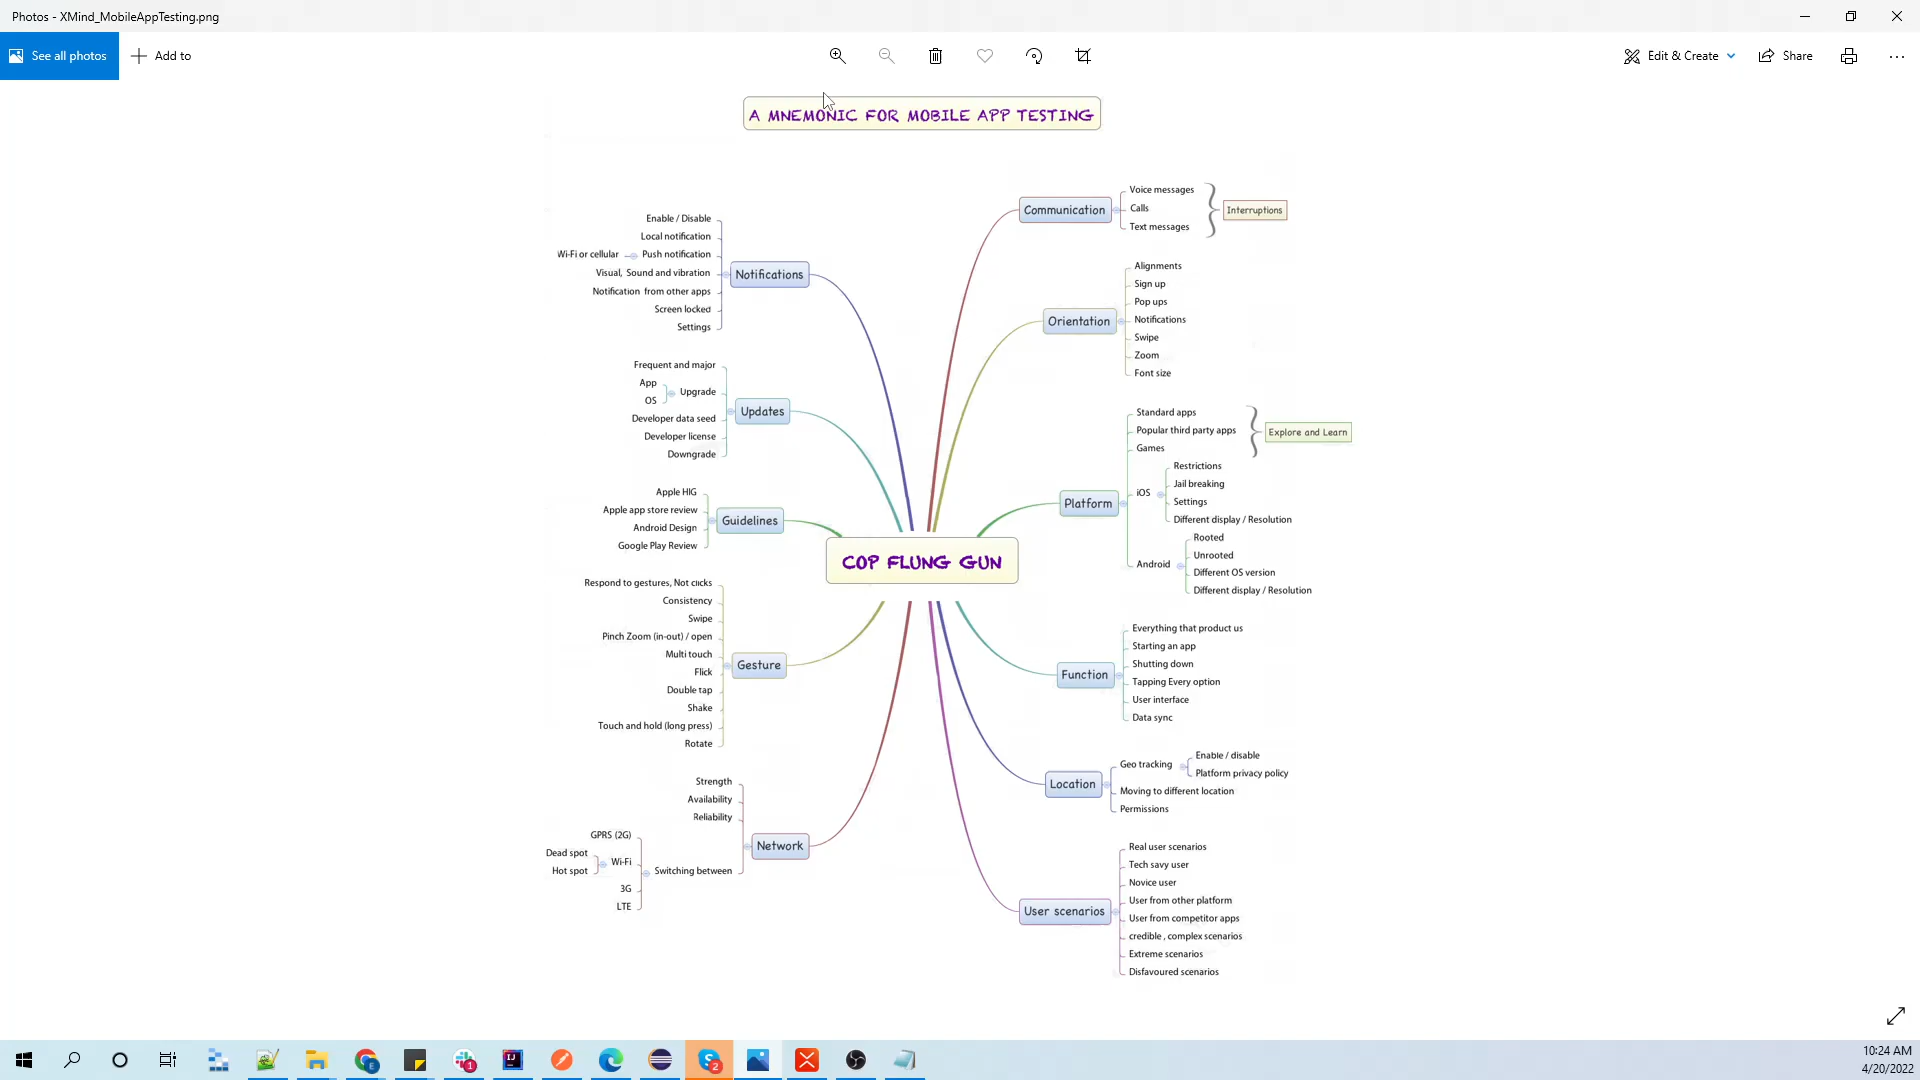 Photos - XMind_MobileAppTesting.png
See all photos
Add to
Edit & Create
Share
A MNEMONIC FOR MOBILE APP TESTING
COP FLUNG GUN
Communication
Voice messages
Calls
Text messages
Interruptions
Orientation
Alignments
Sign up
Pop ups
Notifications
Swipe
Zoom
Font size
Platform
Standard apps
Popular third party apps
Games
Explore and Learn
iOS
Restrictions
Jail breaking
Settings
Different display / Resolution
Android
Rooted
Unrooted
Different OS version
Different display / Resolution
Function
Everything that product us
Starting an app
Shutting down
Tapping Every option
User interface
Data sync
Location
Geo tracking
Enable / disable
Platform privacy policy
Moving to different location
Permissions
User scenarios
Real user scenarios
Tech savy user
Novice user
User from other platform
User from competitor apps
credible , complex scenarios
Extreme scenarios
Disfavoured scenarios
Notifications
Enable / Disable
Local notification
Push notification
Wi-Fi or cellular
Visual, Sound and vibration
Notification from other apps
Screen locked
Settings
Updates
Frequent and major
Upgrade
App
OS
Developer data seed
Developer license
Downgrade
Guidelines
Apple HIG
Apple app store review
Android Design
Google Play Review
Gesture
Respond to gestures, Not clicks
Consistency
Swipe
Pinch Zoom (in-out) / open
Multi touch
Flick
Double tap
Shake
Touch and hold (long press)
Rotate
Network
Strength
Availability
Reliability
Switching between
GPRS (2G)
Wi-Fi
Dead spot
Hot spot
3G
LTE
10:24 AM
4/20/2022